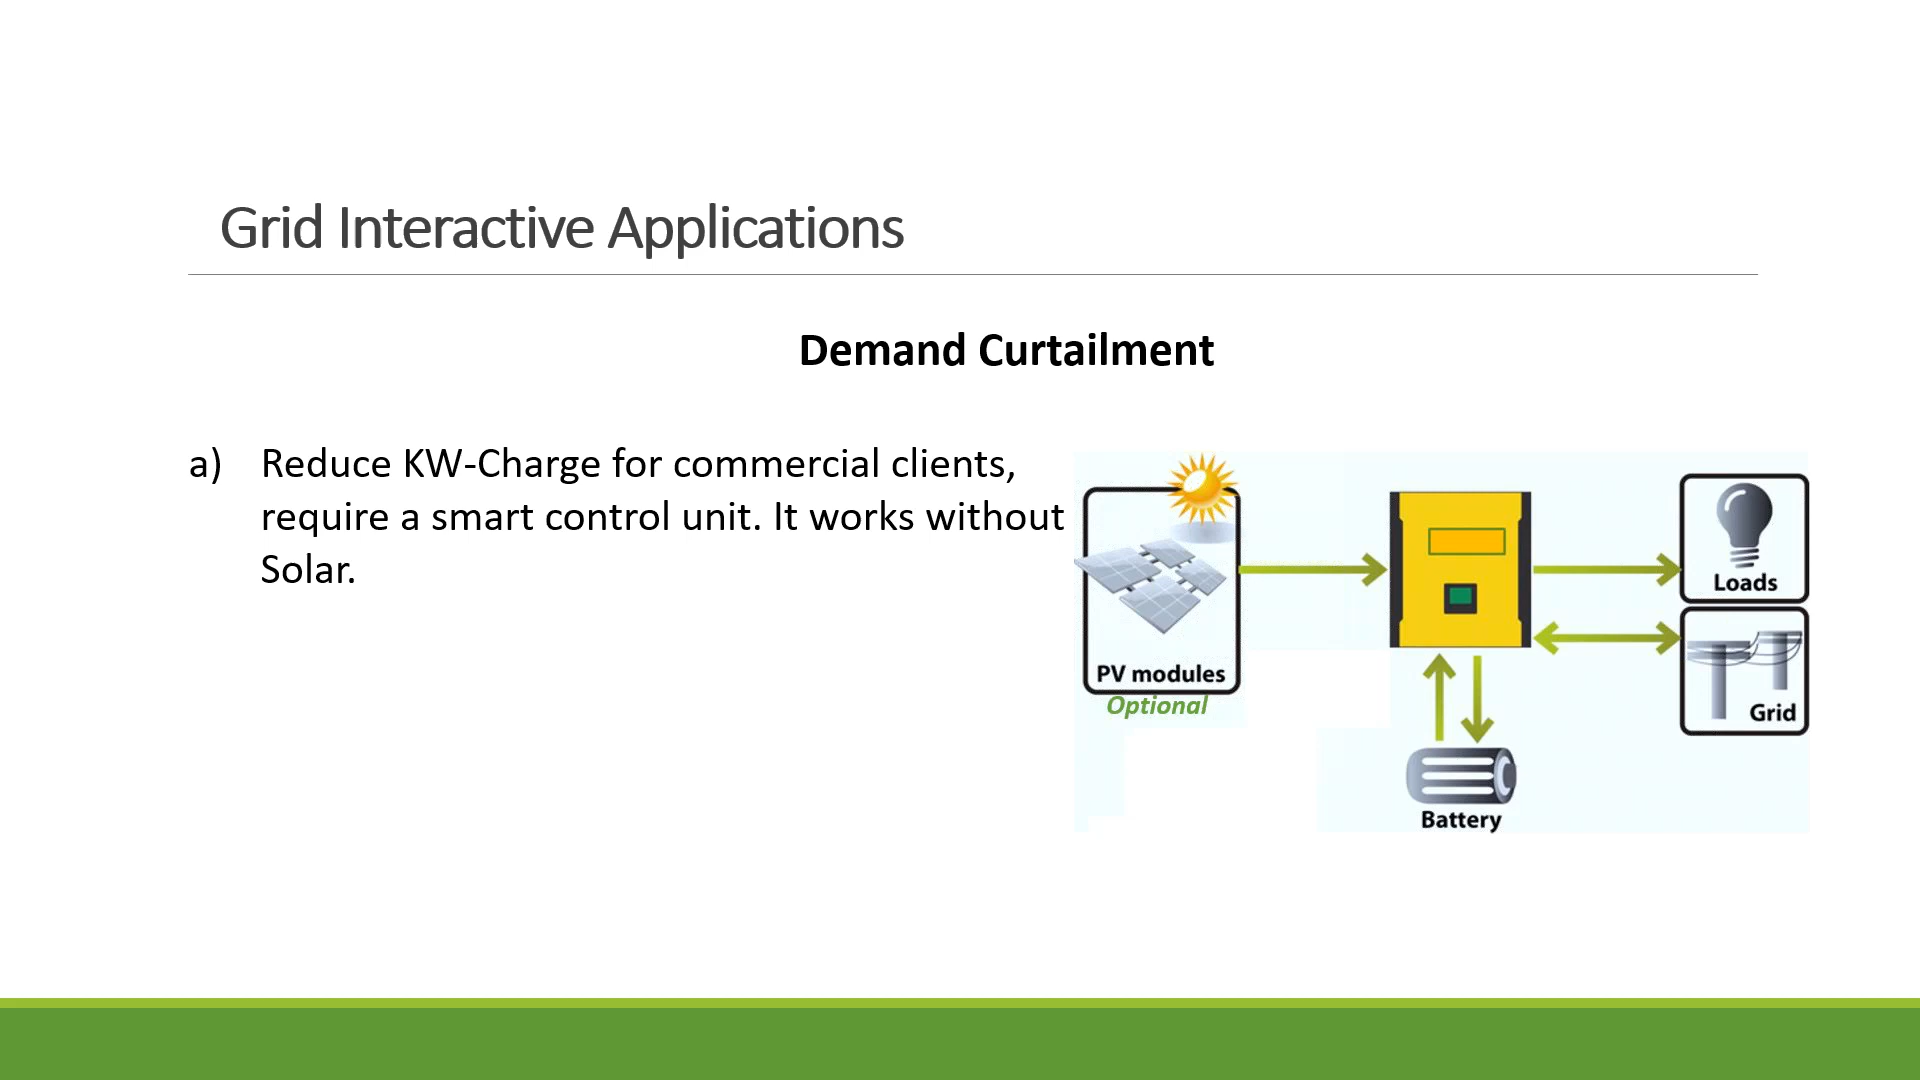 Grid Interactive Applications
Demand Curtailment
a) Reduce KW-Charge for commercial clients,
require a smart control unit. It works without
Solar.
Loads
PV modules
Optional
Grid
Battery